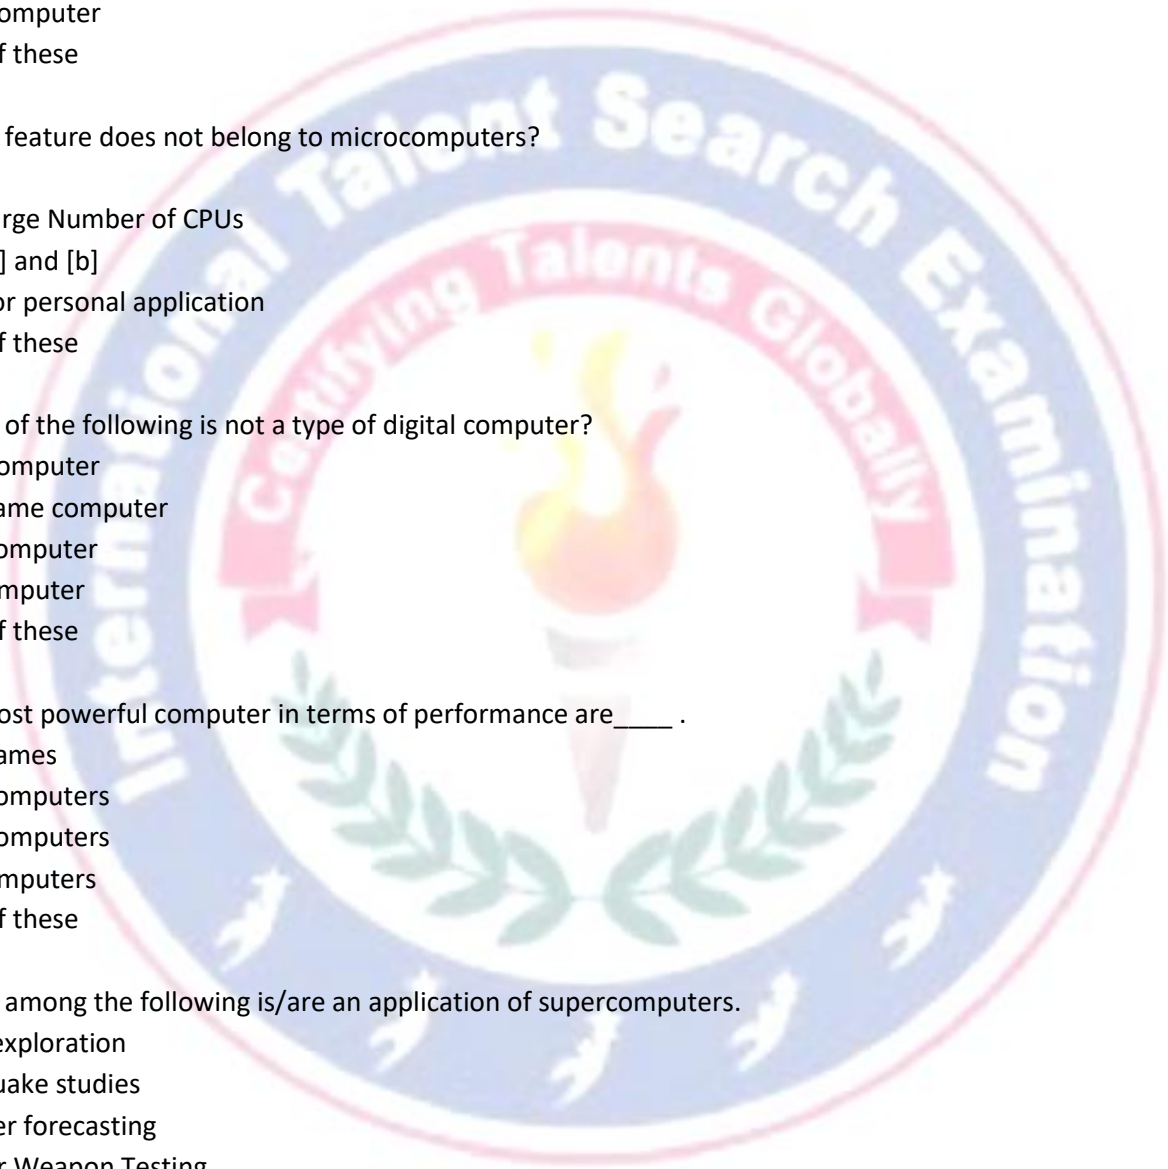 omputer
f these
feature does not belong to microcomputers?
rge Number of CPUs
] and [b]
or personal application
f these
of the following is not a type of digital computer?
omputer
ame computer
omputer
mputer
f these
ost powerful computer in terms of performance are____ .
ames
omputers
omputers
mputers
f these
among the following is/are an application of supercomputers.
exploration
uake studies
er forecasting
r Weapon Testing
International Talent Search Examination
Certifying Talents Globally